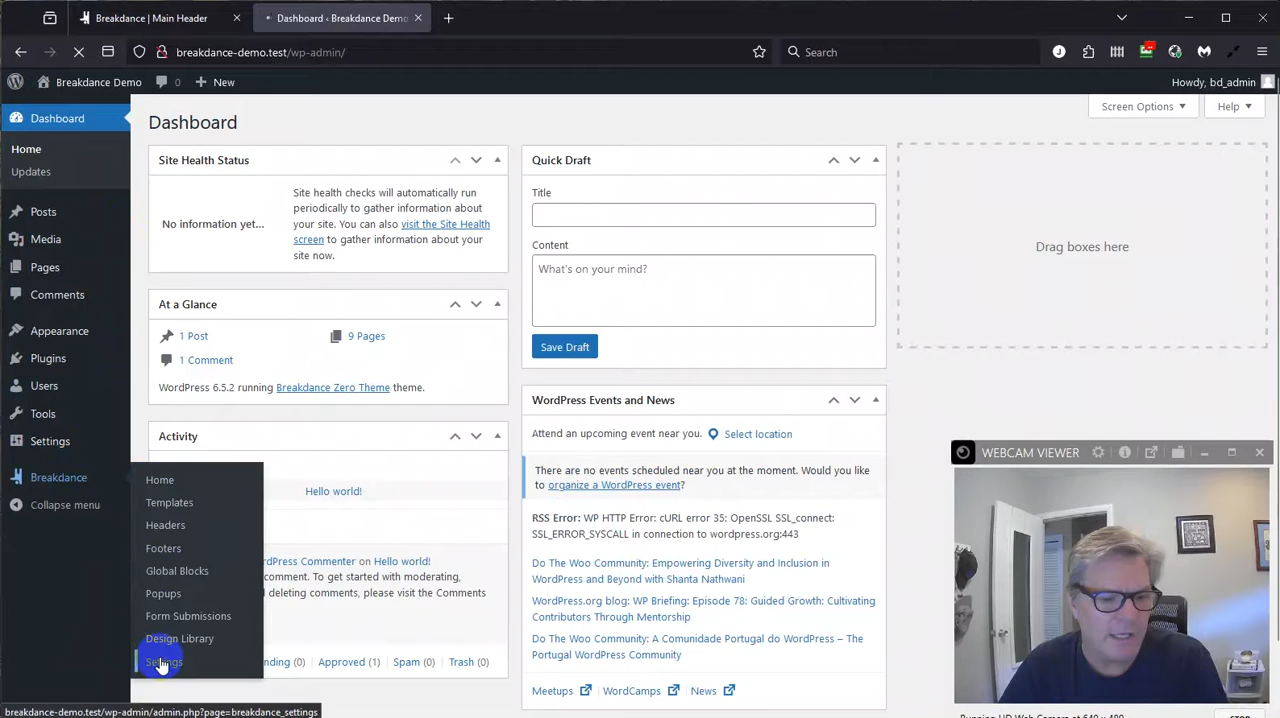 Breakdance | Main Header
Dashboard ‹ Breakdance Demo
breakdance-demo.test/wp-admin/
Search
J
Breakdance Demo
0
New
Howdy, bd_admin
Dashboard
Home
Updates
Posts
Media
Pages
Comments
Appearance
Plugins
Users
Tools
Settings
Breakdance
Collapse menu
Home
Templates
Headers
Footers
Global Blocks
Popups
Form Submissions
Design Library
Settings
Dashboard
Screen Options
Help
Site Health Status
No information yet...
Site health checks will automatically run
periodically to gather information about
your site. You can also visit the Site Health
screen to gather information about your
site now.
At a Glance
1 Post
9 Pages
1 Comment
WordPress 6.5.2 running Breakdance Zero Theme theme.
Activity
Hello world!
rdPress Commenter on Hello world!
comment. To get started with moderating,
d deleting comments, please visit the Comments
nding (0)
Approved (1)
Spam (0)
Trash (0)
Quick Draft
Title
Content
What's on your mind?
Save Draft
WordPress Events and News
Attend an upcoming event near you.
Select location
There are no events scheduled near you at the moment. Would you like
to organize a WordPress event?
RSS Error: WP HTTP Error: cURL error 35: OpenSSL SSL_connect:
SSL_ERROR_SYSCALL in connection to wordpress.org:443
Do The Woo Community: Empowering Diversity and Inclusion in
WordPress and Beyond with Shanta Nathwani
WordPress.org blog: WP Briefing: Episode 78: Guided Growth: Cultivating
Contributors Through Mentorship
Do The Woo Community: A Comunidade Portugal do WordPress – The
Portugal WordPress Community
Meetups
WordCamps
News
Drag boxes here
WEBCAM VIEWER
Running HD Web Camera at 640 x 480
STOP
breakdance-demo.test/wp-admin/admin.php?page=breakdance_settings